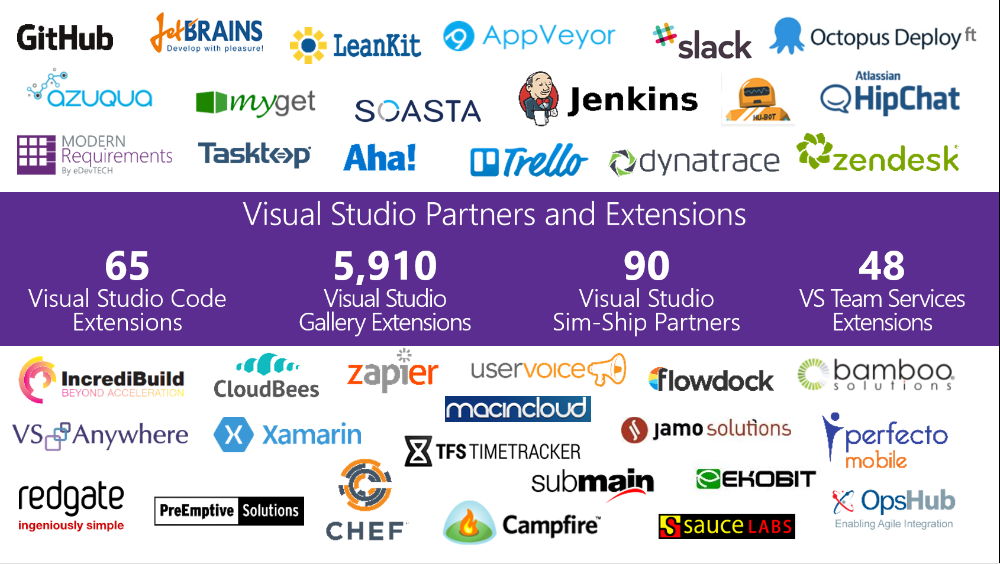 GitHub
JetBRAINS
Develop with pleasure!
LeanKit
AppVeyor
slack
Octopus Deploy ft
azuqua
myget
SOASTA
Jenkins
HU-BOT
Atlassian
HipChat
MODERN
Requirements
By eDevTECH
Tasktop
Aha!
Trello
dynatrace
zendesk
Visual Studio Partners and Extensions
65
Visual Studio Code
Extensions
5,910
Visual Studio
Gallery Extensions
90
Visual Studio
Sim-Ship Partners
48
VS Team Services
Extensions
IncrediBuild
BEYOND ACCELERATION
CloudBees
zapier
uservoice
flowdock
bamboo
solutions
macincloud
VS Anywhere
X Xamarin
TFS TIMETRACKER
jamo solutions
perfecto
mobile
redgate
ingeniously simple
PreEmptive Solutions
CHEF
submain
EKOBIT
Campfire™
S SAUCE LABS
OpsHub
Enabling Agile Integration